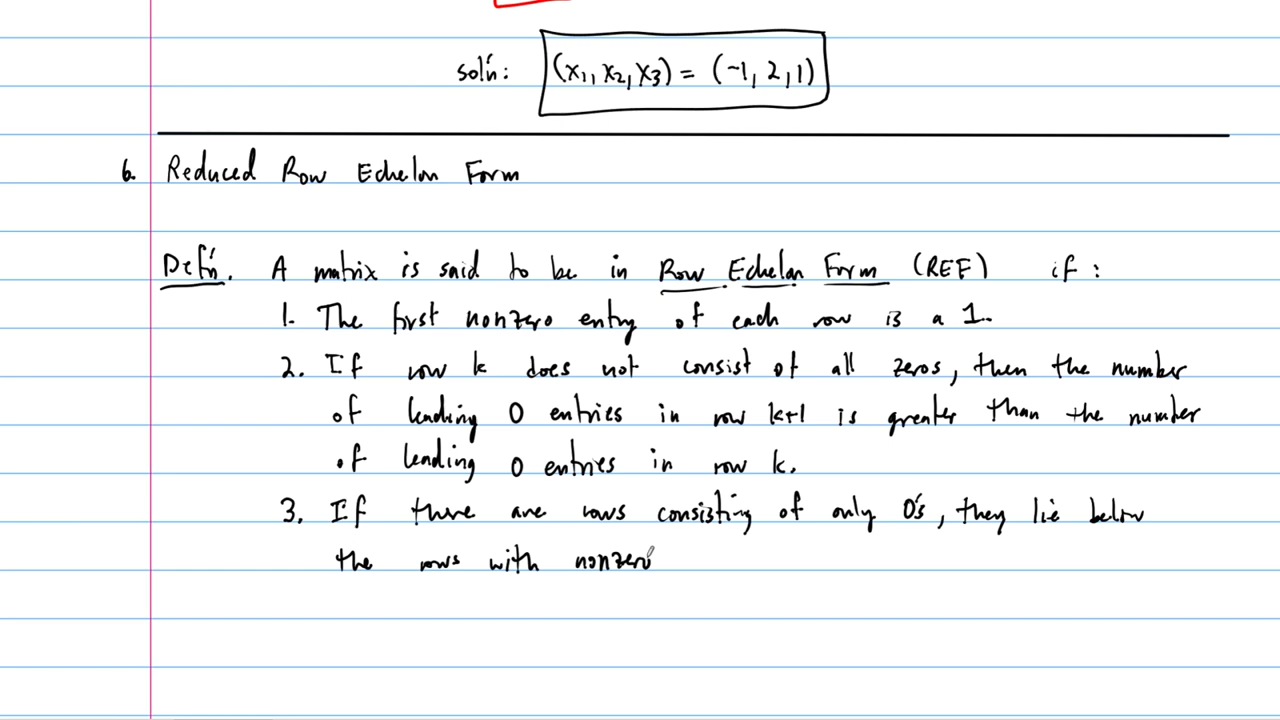 sol'n: (x₁, x₂, x₃) = (-1, 2, 1)
6. Reduced Row Echelon Form
Def'n. A matrix is said to be in Row Echelon Form (REF) if :
1. The first nonzero entry of each row is a 1.
2. If row k does not consist of all zeros, then the number
of leading 0 entries in row k+1 is greater than the number
of leading 0 entries in row k.
3. If there are rows consisting of only 0's, they lie below
the rows with nonzero